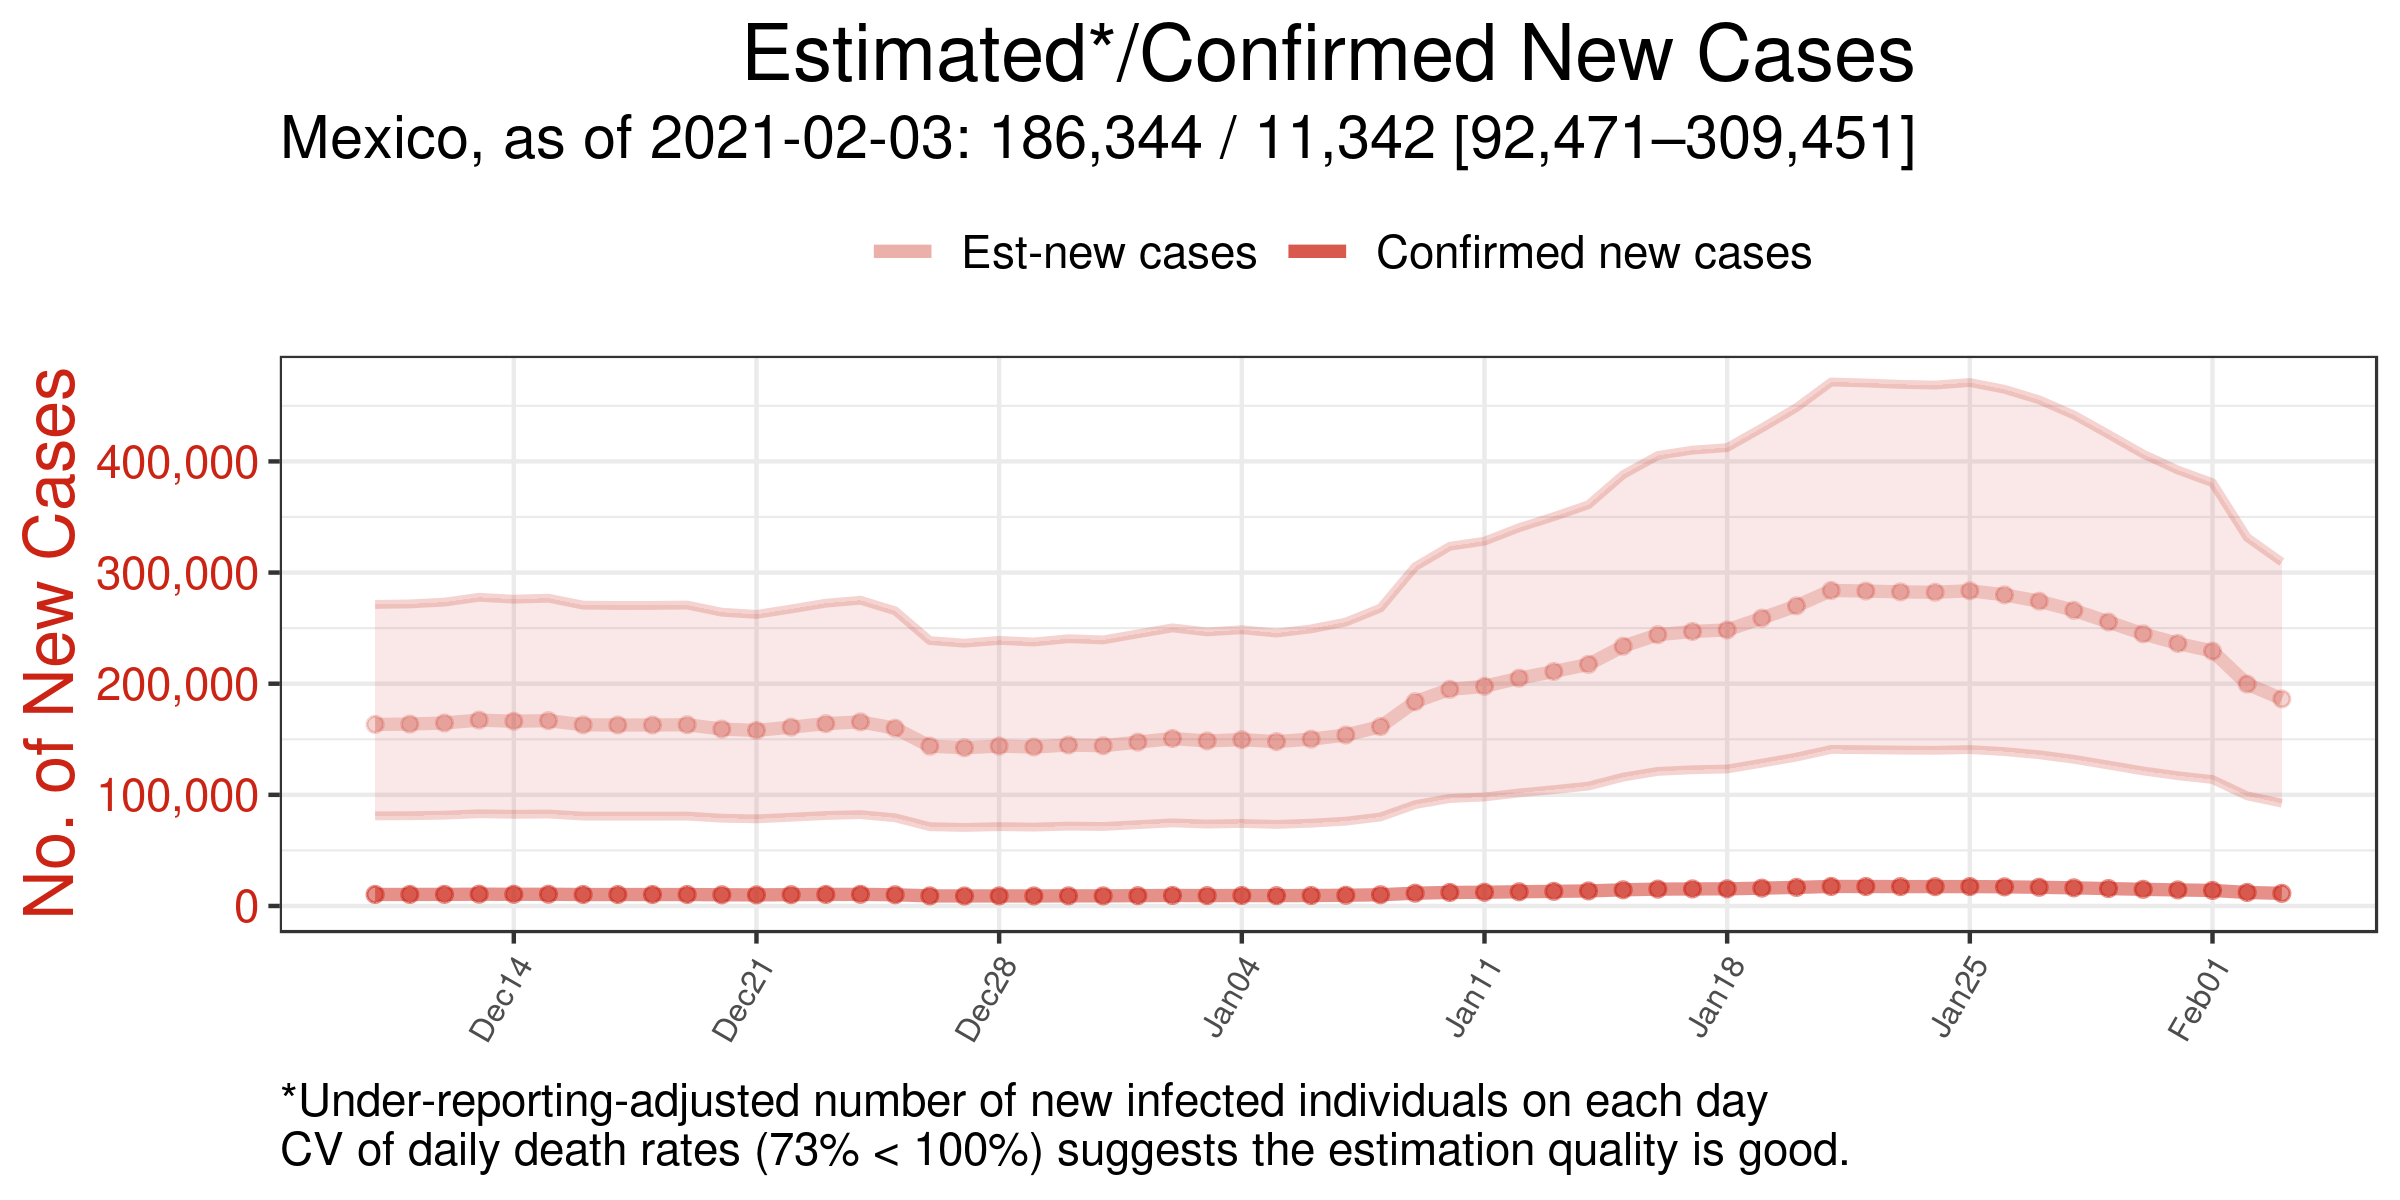 Estimated*/Confirmed New Cases
Mexico, as of 2021-02-03: 186,344 / 11,342 [92,471–309,451]
Est-new cases
Confirmed new cases
No. of New Cases
400,000
300,000
200,000
100,000
0
Dec14
Dec21
Dec28
Jan04
Jan11
Jan18
Jan25
Feb01
*Under-reporting-adjusted number of new infected individuals on each day
CV of daily death rates (73% < 100%) suggests the estimation quality is good.